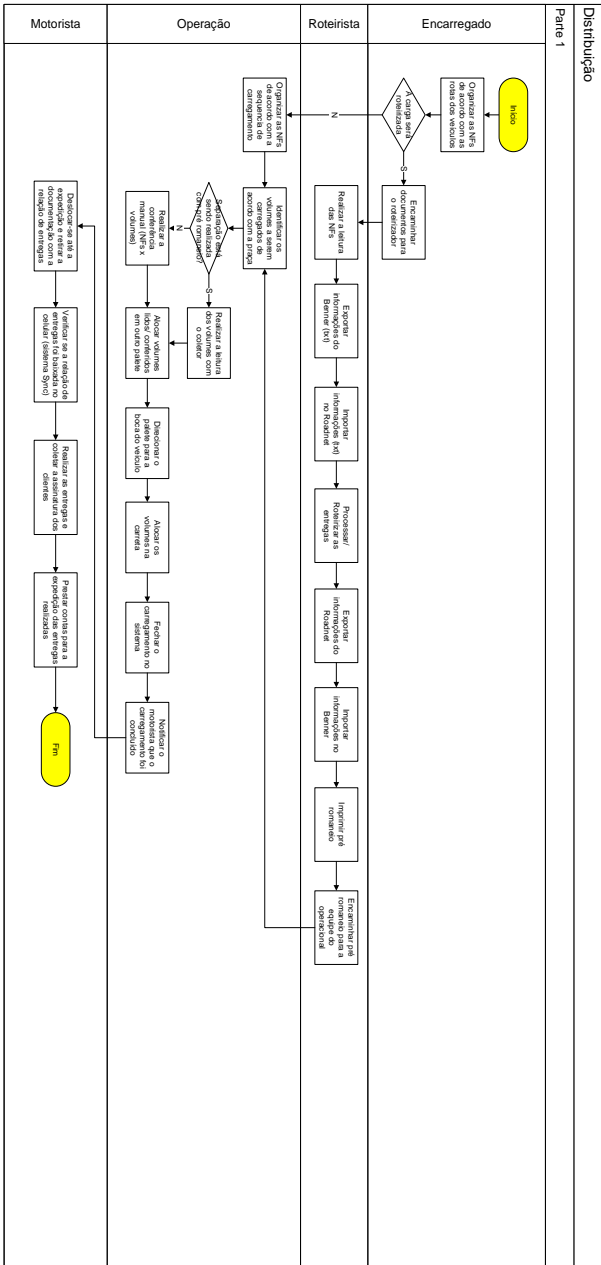 Distribuição
Parte 1
Encarregado
Início
Organizar as NFs
de acordo com as
rotas dos veículos
A carga será
roteirizada
N
S
Encaminhar
documentos para
o roteirizador
Roteirista
Realizar a leitura
das NFs
Exportar
informações do
Benner (txt)
Importar
informações (txt)
no Roadnet
Processar/
Roteirizar as
entregas
Exportar
informações do
Roadnet
Importar
informações no
Benner
Imprimir pré
romaneio
Encaminhar pré
romaneio para a
equipe do
operacional
Operação
Organizar as NFs
de acordo com a
sequencia de
carregamento
Identificar os
volumes a serem
carregados de
acordo com a praça
Separação está
sendo realizada
com pré romaneio?
N
S
Realizar a
conferência
manual (NFs x
volumes)
Realizar a leitura
dos volumes com
o coletor
Alocar volumes
lidos/ conferidos
em outro palete
Direcionar o
palete para a
boca do veículo
Alocar os
volumes na
carreta
Fechar o
carregamento no
sistema
Notificar o
motorista que o
carregamento foi
concluído
Motorista
Deslocar-se até a
expedição e retirar a
documentação com a
relação de entregas
Verificar se a relação de
entregas foi baixada no
celular (sistema Sync)
Realizar as entregas e
coletar a assinatura dos
clientes
Prestar contas para a
expedição das entregas
realizadas
Fim